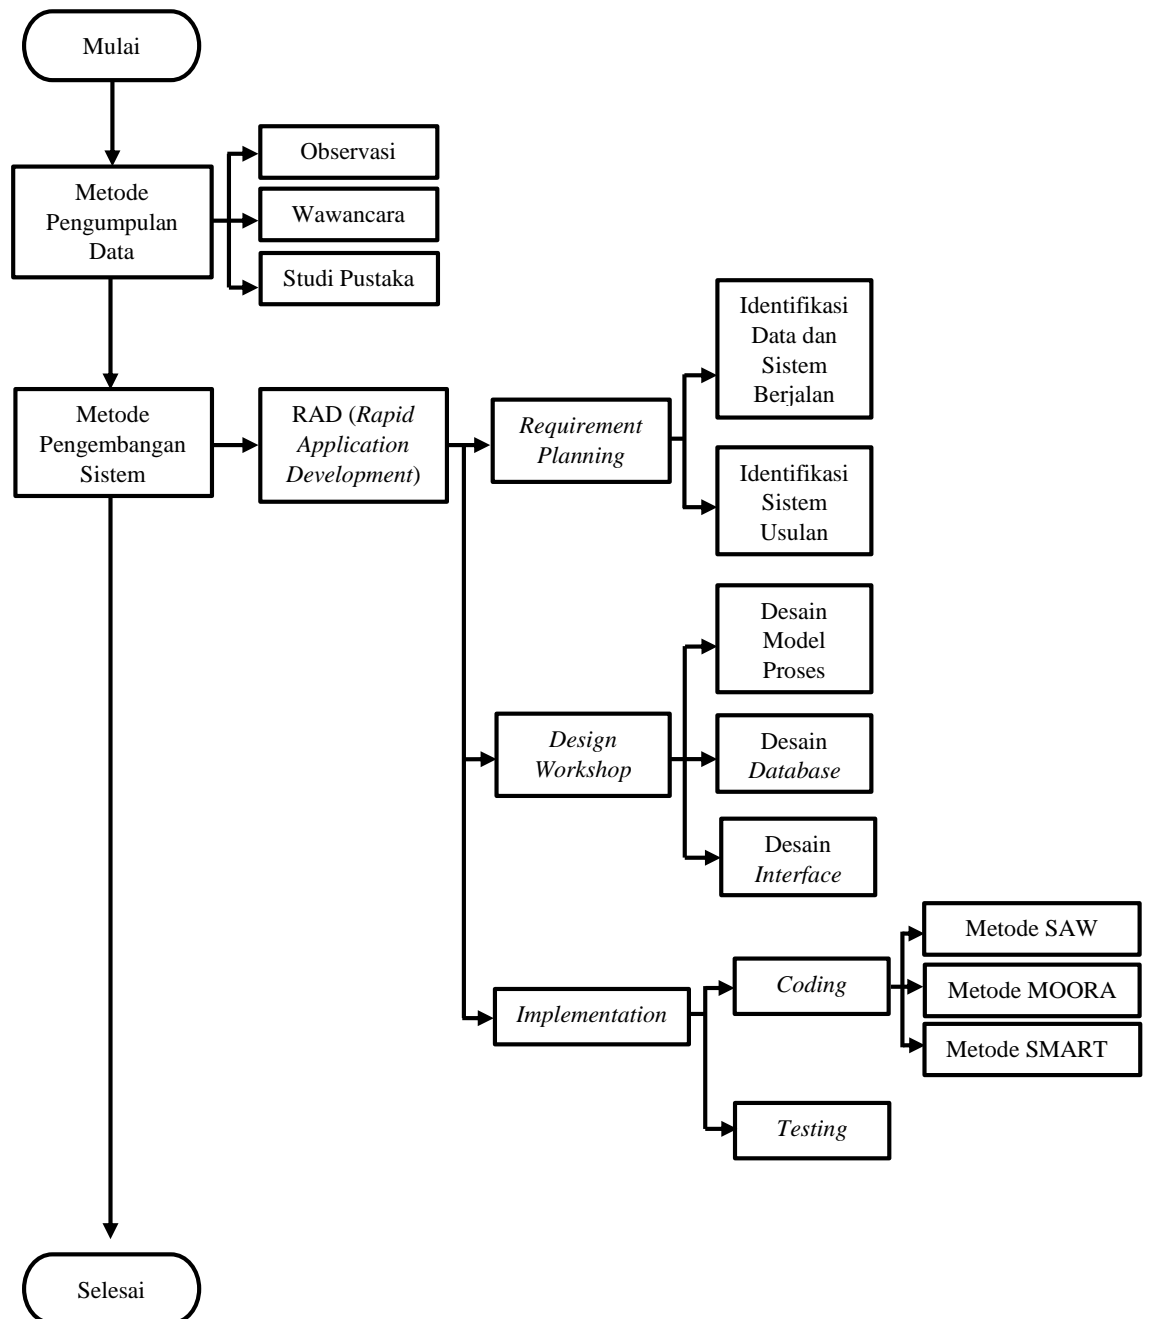 Mulai
Metode
Pengumpulan
Data
Observasi
Wawancara
Studi Pustaka
Metode
Pengembangan
Sistem
RAD (Rapid
Application
Development)
Requirement
Planning
Identifikasi
Data dan
Sistem
Berjalan
Identifikasi
Sistem
Usulan
Design
Workshop
Desain
Model
Proses
Desain
Database
Desain
Interface
Implementation
Coding
Metode SAW
Metode MOORA
Metode SMART
Testing
Selesai